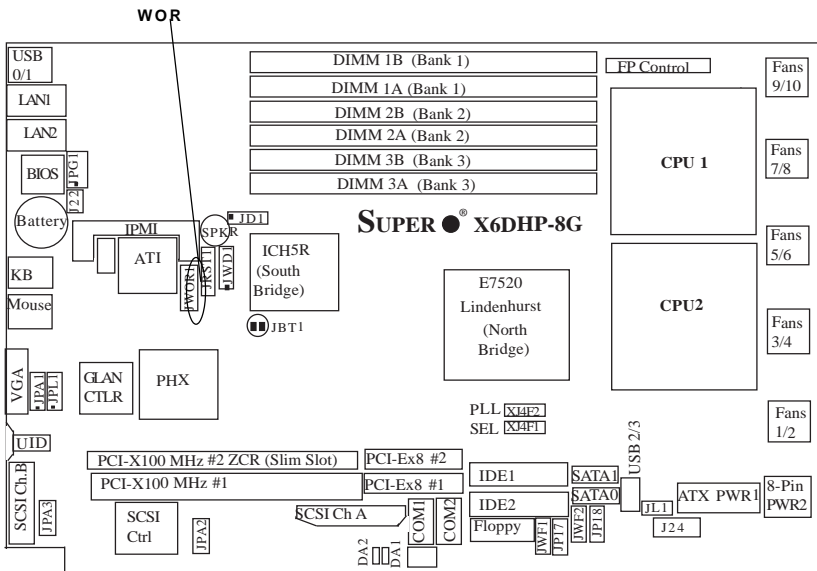 WOR
USB 0/1
LAN1
LAN2
BIOS
JPG1
J22
Battery
KB
Mouse
VGA
JPA1
JPL1
UID
SCSI Ch.B
JPA3
IPMI
ATI
SPKR
JD1
JWOR1
JRST1
JWD1
ICH5R
(South
Bridge)
JBT1
GLAN
CTLR
PHX
DIMM 1B (Bank 1)
DIMM 1A (Bank 1)
DIMM 2B (Bank 2)
DIMM 2A (Bank 2)
DIMM 3B (Bank 3)
DIMM 3A (Bank 3)
SUPER ® X6DHP-8G
FP Control
CPU 1
CPU2
Fans
9/10
Fans
7/8
Fans
5/6
Fans
3/4
Fans
1/2
E7520
Lindenhurst
(North
Bridge)
PLL XJ4F2
SEL XJ4F1
PCI-X100 MHz #2 ZCR (Slim Slot)
PCI-X100 MHz #1
PCI-Ex8 #2
PCI-Ex8 #1
SCSI
Ctrl
JPA2
SCSI Ch A
DA2
DA1
COM1
COM2
IDE1
IDE2
Floppy
JWF1
JP17
JWF2
JP18
SATA1
SATA0
USB 2/3
JL1
J24
ATX PWR1
8-Pin
PWR2